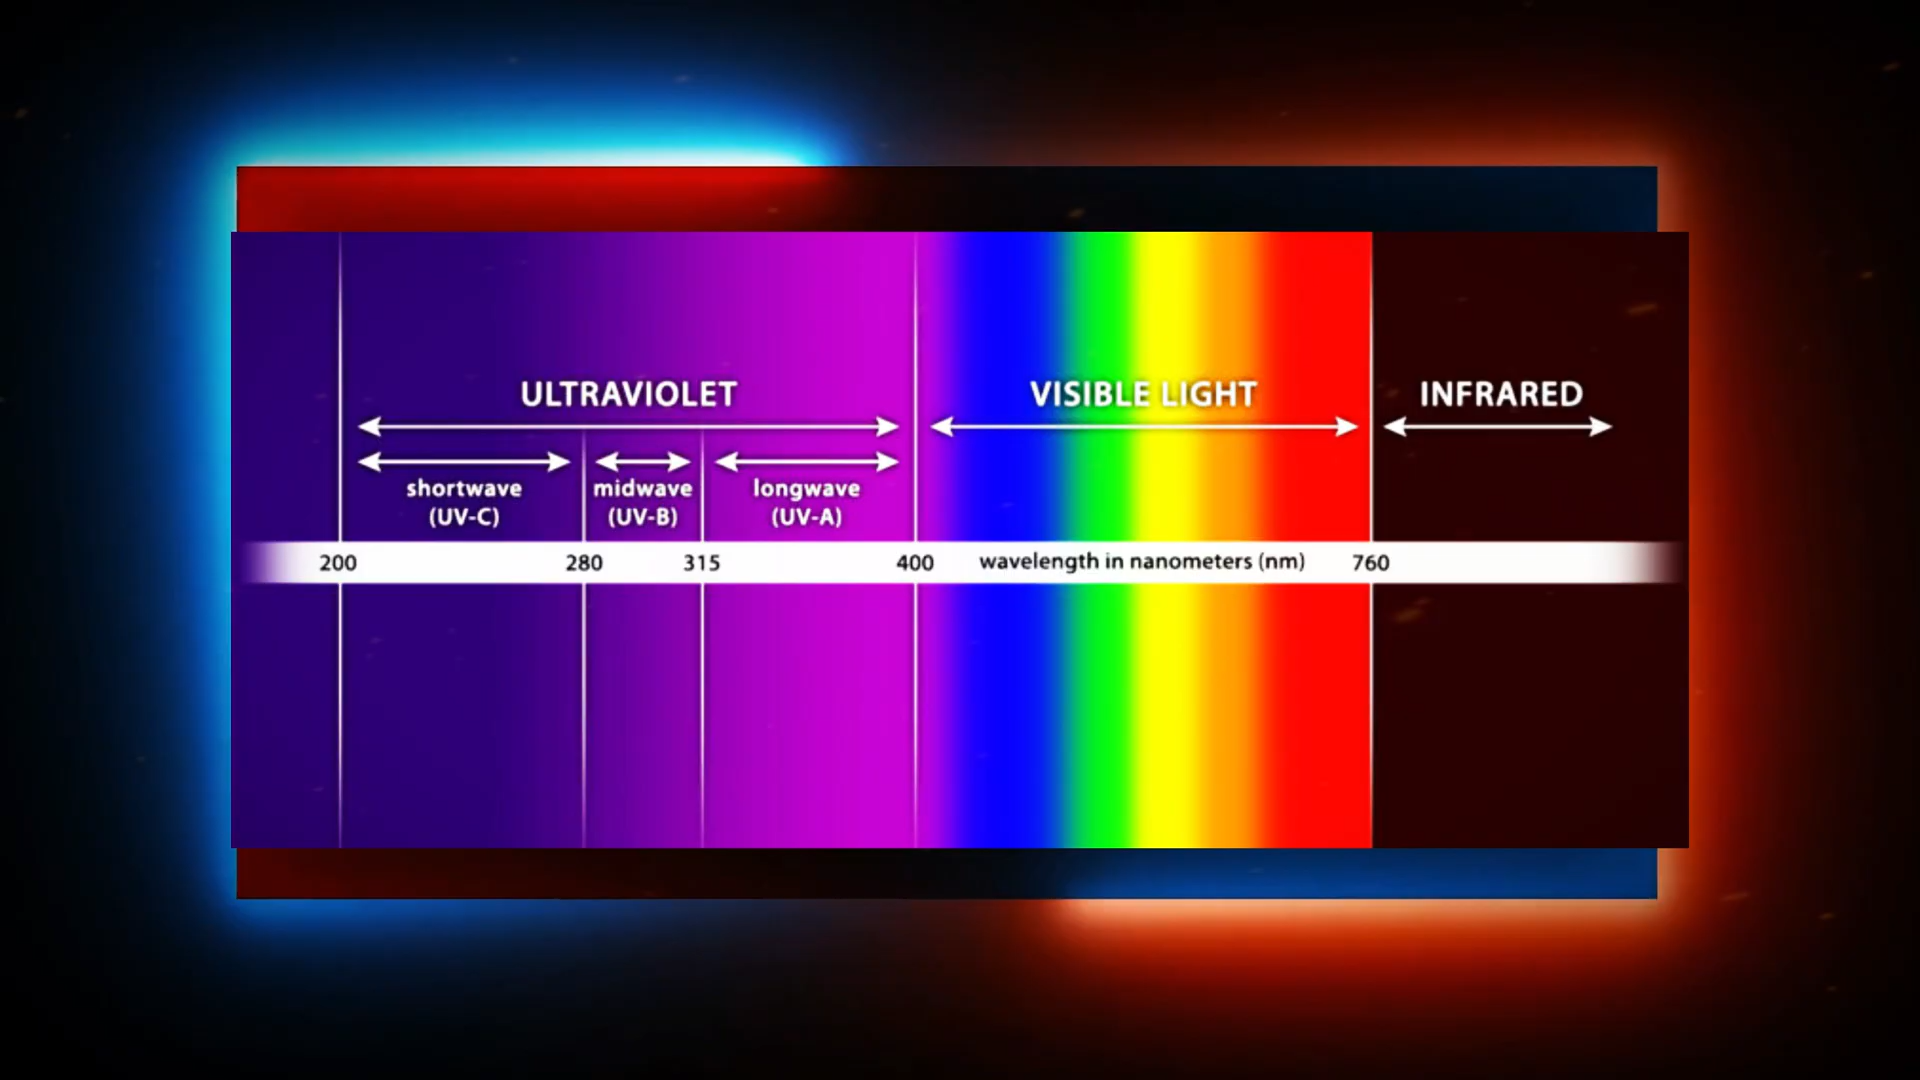 ULTRAVIOLET
VISIBLE LIGHT
INFRARED
shortwave
(UV-C)
midwave
(UV-B)
longwave
(UV-A)
200 280 315 400 wavelength in nanometers (nm) 760